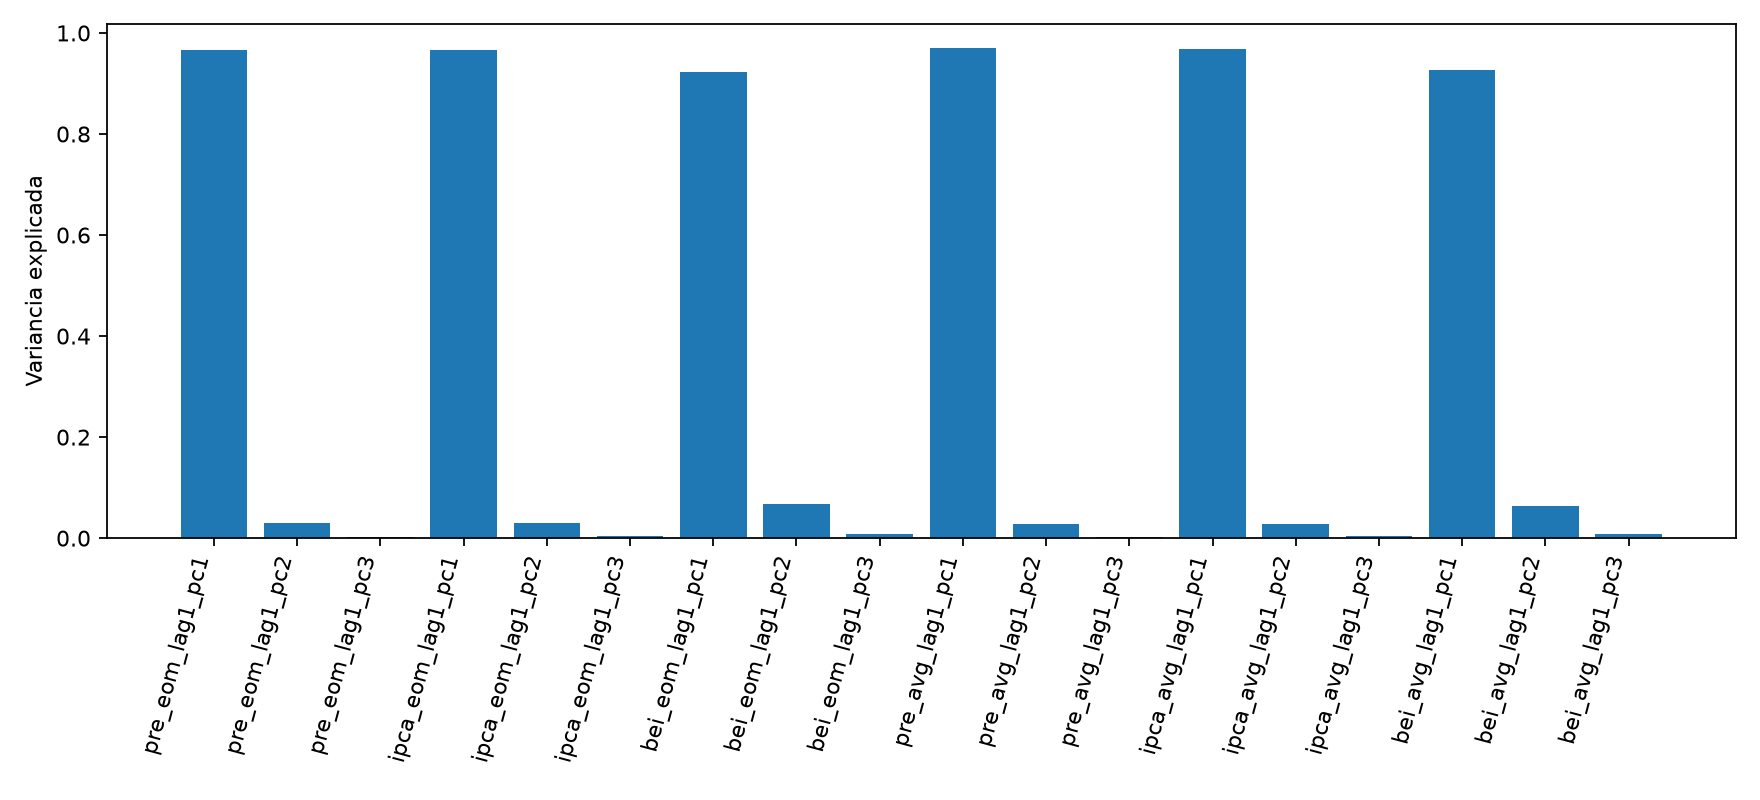 Variancia explicada
1.0
0.8
0.6
0.4
0.2
0.0
pre_eom_lag1_pc1
pre_eom_lag1_pc2
pre_eom_lag1_pc3
ipca_eom_lag1_pc1
ipca_eom_lag1_pc2
ipca_eom_lag1_pc3
bei_eom_lag1_pc1
bei_eom_lag1_pc2
bei_eom_lag1_pc3
pre_avg_lag1_pc1
pre_avg_lag1_pc2
pre_avg_lag1_pc3
ipca_avg_lag1_pc1
ipca_avg_lag1_pc2
ipca_avg_lag1_pc3
bei_avg_lag1_pc1
bei_avg_lag1_pc2
bei_avg_lag1_pc3